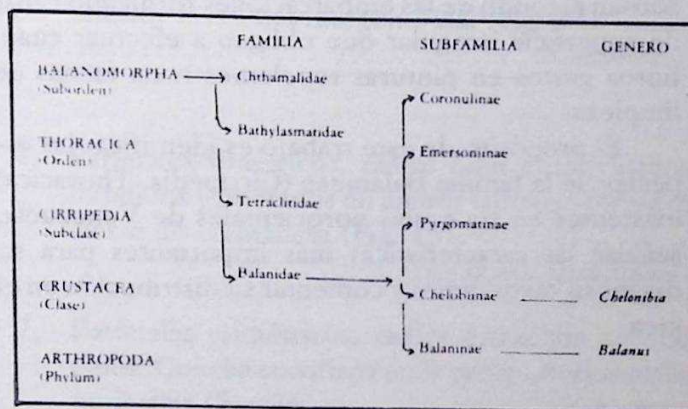 FAMILIA SUBFAMILIA GENERO
BALANOMORPHA
(Suborden)
THORACICA
(Orden)
CIRRIPEDIA
(Subclase)
CRUSTACEA
(Clase)
ARTHROPODA
(Phylum)
Chthamalidae
Bathylasmatidae
Tetraclitidae
Balanidae
Coronulinae
Emersoniinae
Pyrgomatinae
Chelobiinae Chelonibia
Balaninae Balanus